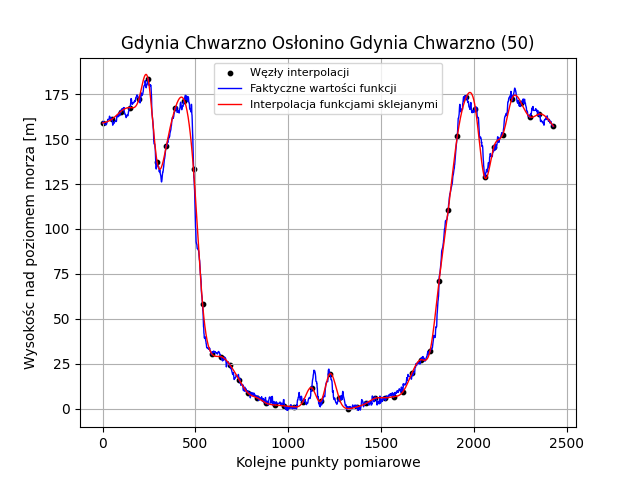 Gdynia Chwarzno Osłonino Gdynia Chwarzno (50)
Węzły interpolacji
Faktyczne wartości funkcji
Interpolacja funkcjami sklejanymi
Wysokośc nad poziomem morza [m]
175
150
125
100
75
50
25
0
0 500 1000 1500 2000 2500
Kolejne punkty pomiarowe